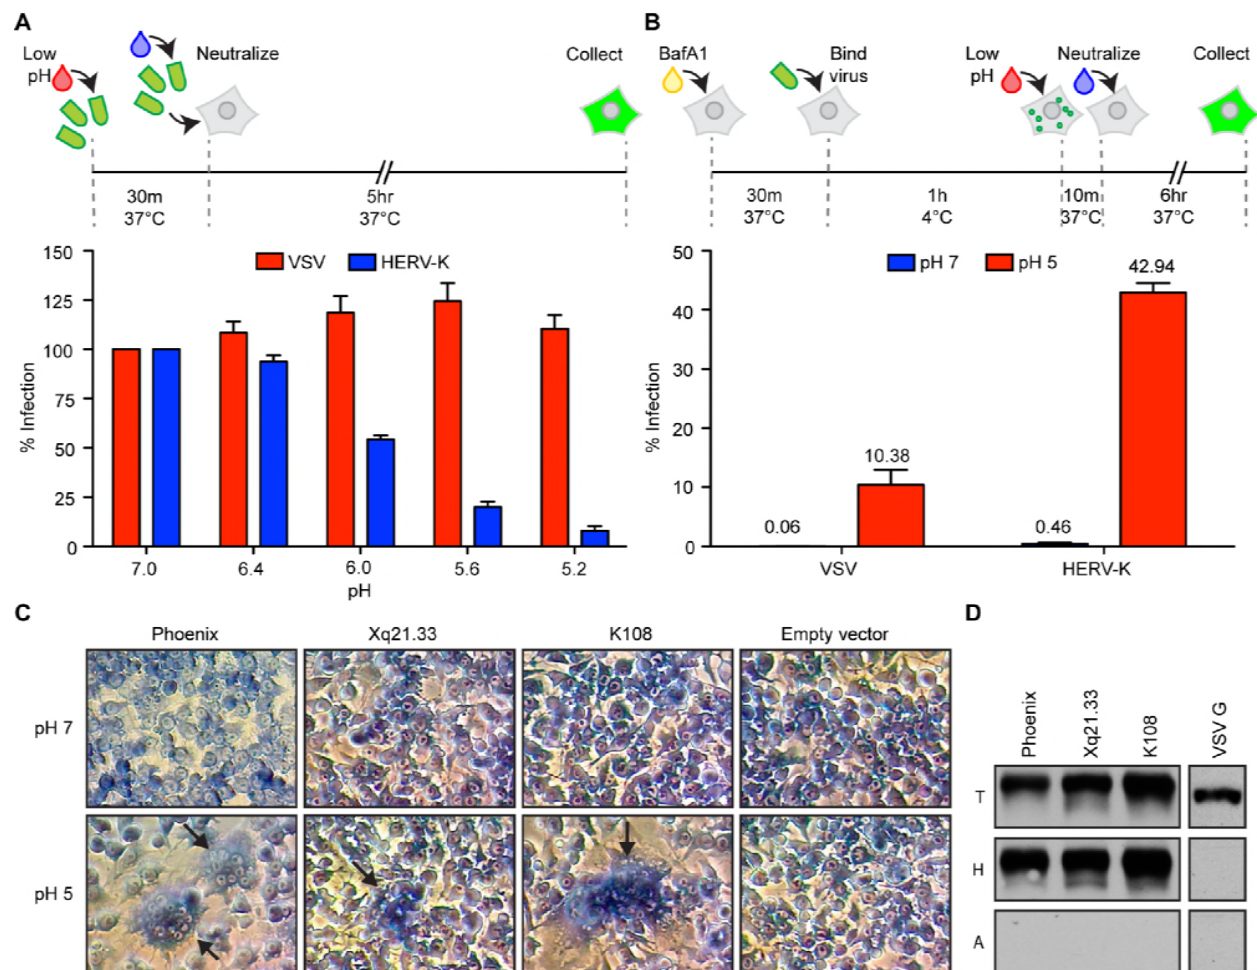 A
Low
pH
Neutralize
Collect
30m
37°C
5hr
37°C
150
125
100
75
50
25
0
% Infection
VSV
HERV-K
7.0
6.4
6.0
5.6
5.2
pH
B
BafA1
Bind
virus
Low
pH
Neutralize
Collect
30m
37°C
1h
4°C
10m
37°C
6hr
37°C
50
40
30
20
10
0
% Infection
pH 7
pH 5
0.06
10.38
0.46
42.94
VSV
HERV-K
C
Phoenix
Xq21.33
K108
Empty vector
pH 7
pH 5
D
Phoenix
Xq21.33
K108
VSV G
T
H
A